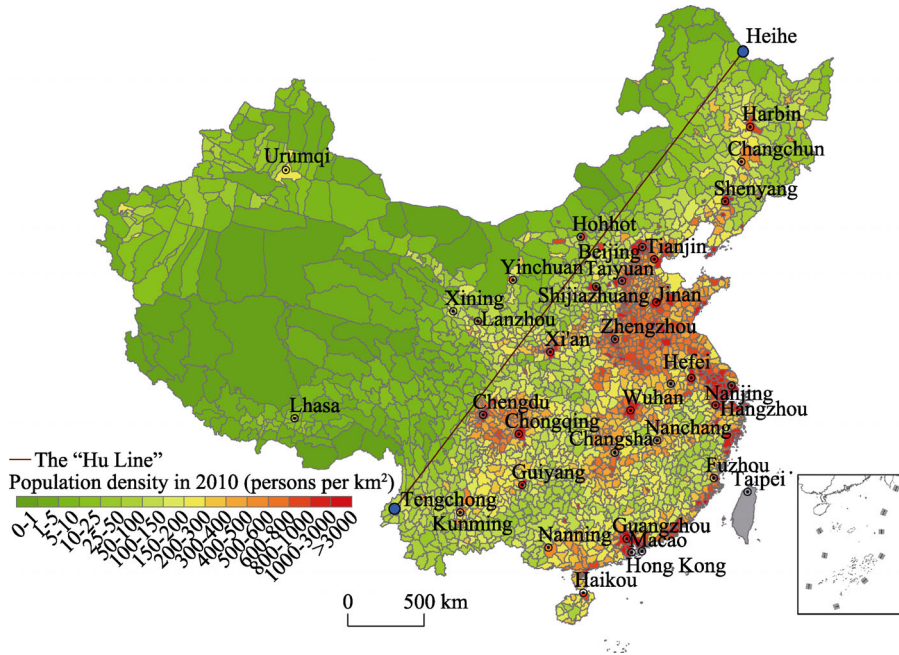 Heihe
Harbin
Changchun
Urumqi
Shenyang
Hohhot
Beijing
Tianjin
Yinchuan
Taiyuan
Xining
Shijiazhuang
Jinan
Lanzhou
Zhengzhou
Xi'an
Hefei
Nanjing
Lhasa
Chengdu
Wuhan
Hangzhou
Chongqing
Nanchang
Changsha
The “Hu Line”
Fuzhou
Guiyang
Taipei
Population density in 2010 (persons per km²)
Tengchong
0-1
1-5
5-10
10-25
25-50
50-100
100-150
150-200
200-300
300-400
400-500
500-600
600-800
800-1000
1000-3000
>3000
Kunming
Nanning
Guangzhou
Macao
Hong Kong
Haikou
0 500 km